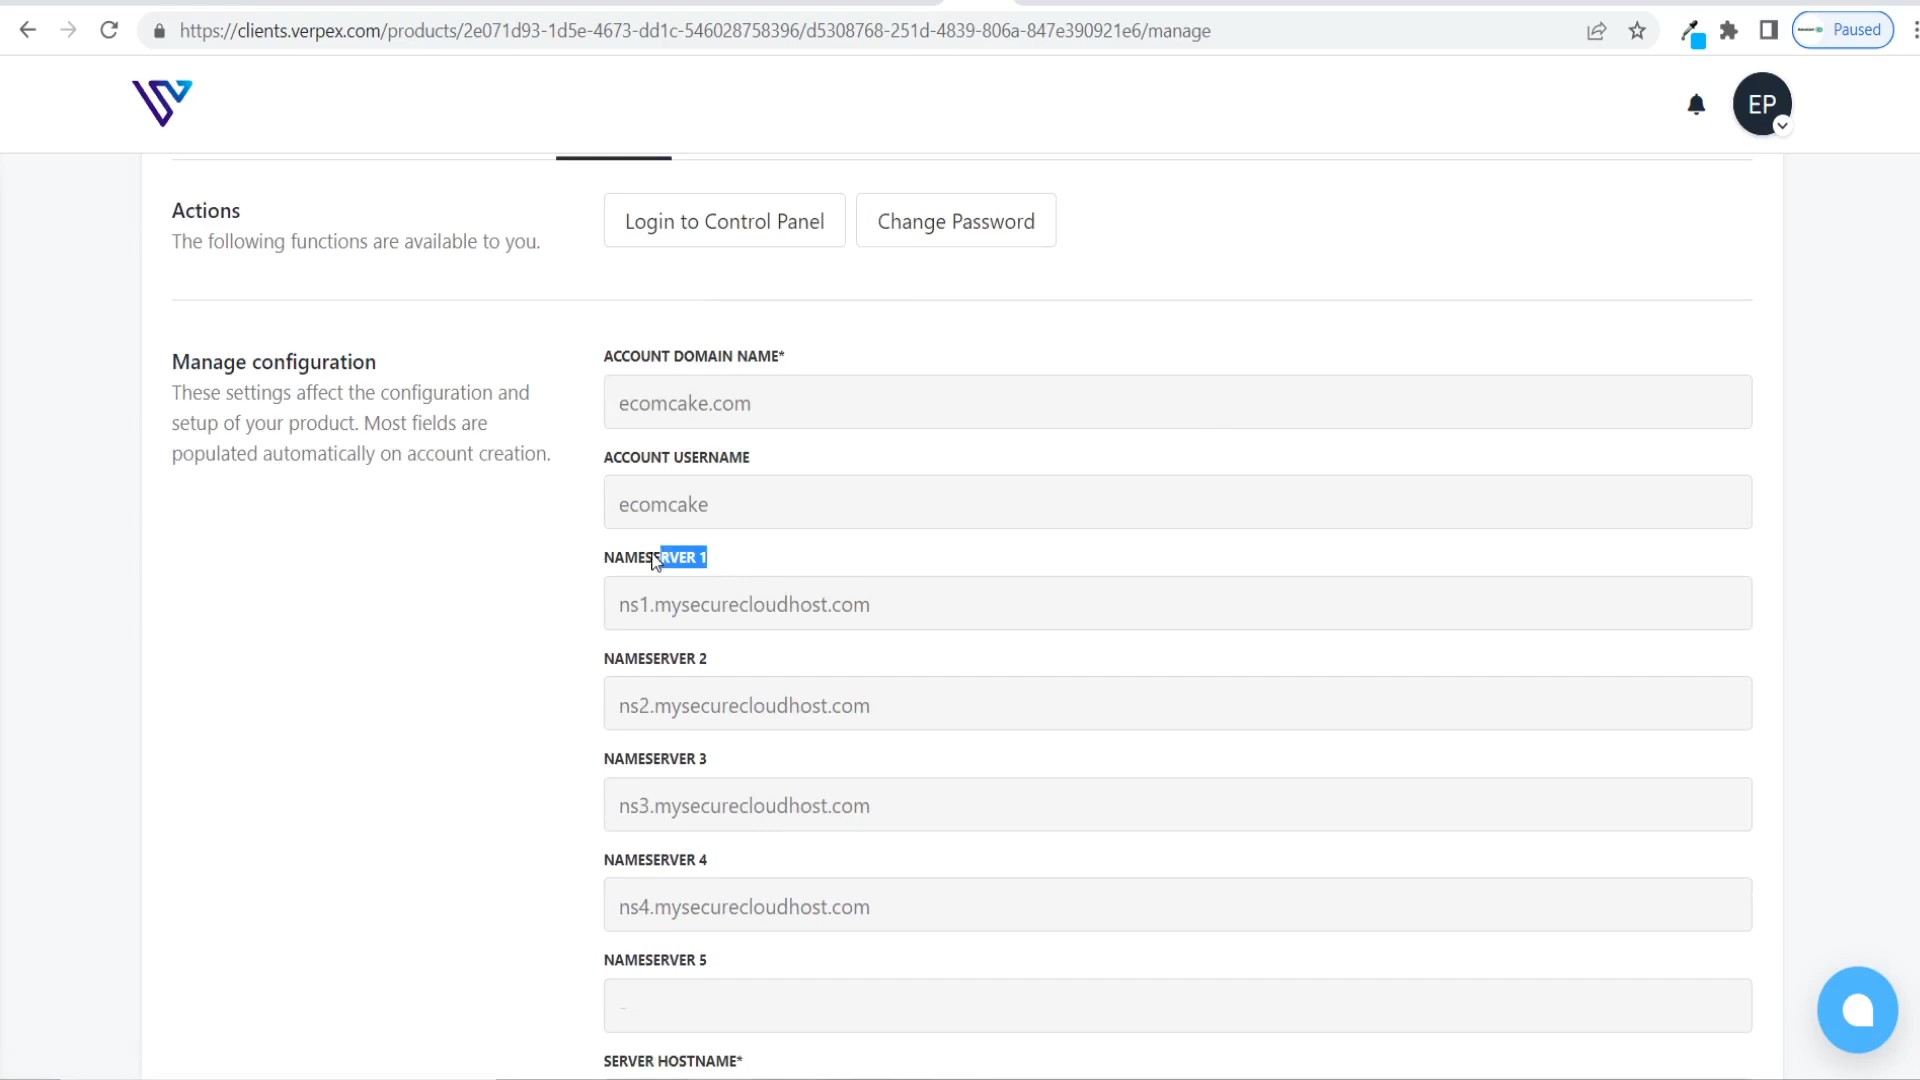 https://clients.verpex.com/products/2e071d93-1d5e-4673-dd1c-546028758396/d5308768-251d-4839-806a-847e390921e6/manage
Paused
EP
Actions
The following functions are available to you.
Login to Control Panel
Change Password
Manage configuration
These settings affect the configuration and
setup of your product. Most fields are
populated automatically on account creation.
ACCOUNT DOMAIN NAME*
ecomcake.com
ACCOUNT USERNAME
ecomcake
NAMESERVER 1
ns1.mysecurecloudhost.com
NAMESERVER 2
ns2.mysecurecloudhost.com
NAMESERVER 3
ns3.mysecurecloudhost.com
NAMESERVER 4
ns4.mysecurecloudhost.com
NAMESERVER 5
-
SERVER HOSTNAME*